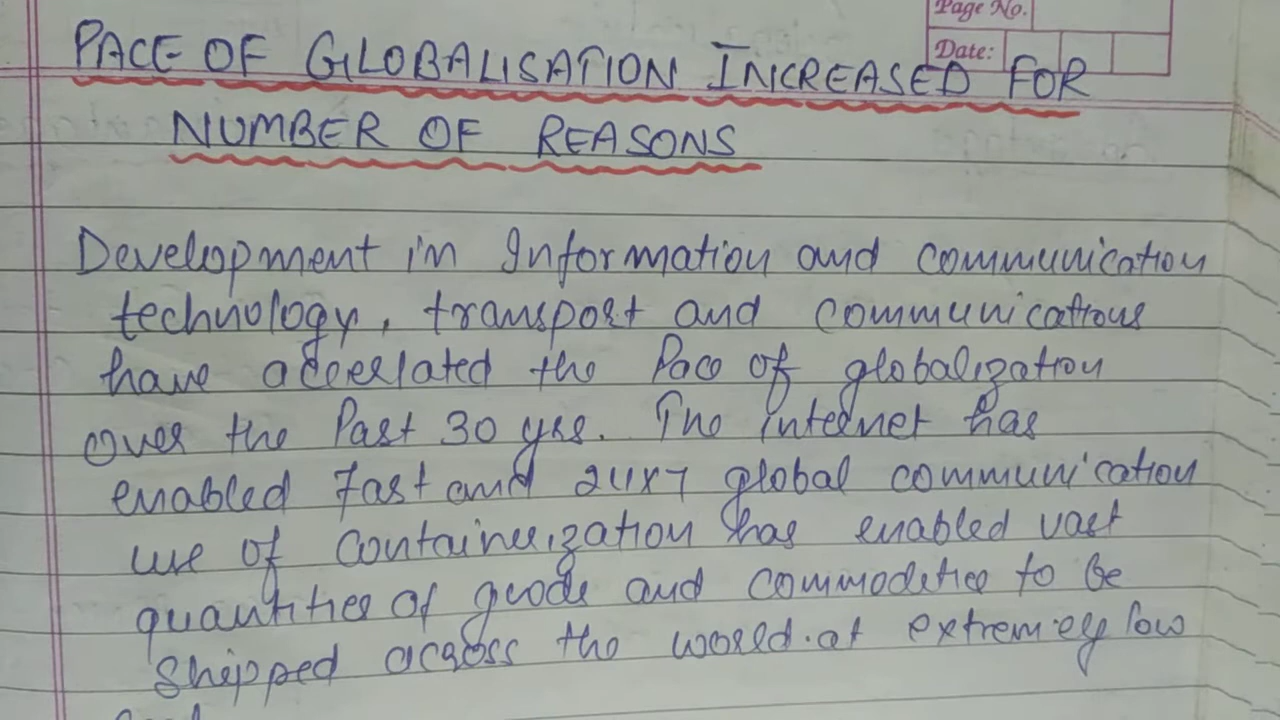 Page No.
Date:
PACE OF GLOBALISATION INCREASED FOR
NUMBER OF REASONS
Development in Information and communication
technology, transport and communications
have accerlated the Pace of globalization
over the Past 30 yrs. The internet has
enabled fast and 24x7 global communication
use of containerization has enabled vast
quantities of goods and commodities to be
shipped across the world at extremely low